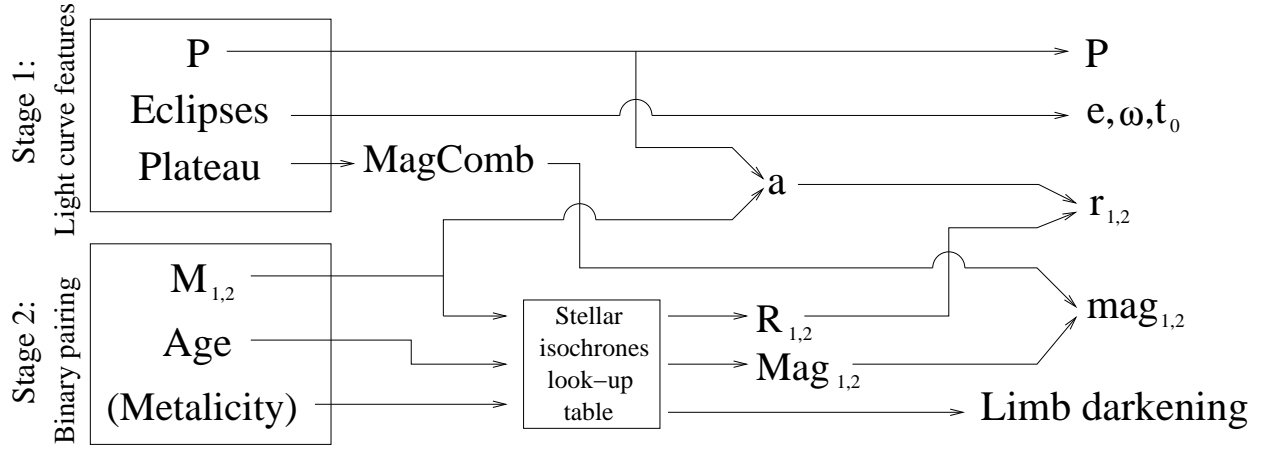 Stage 1:
Light curve features
P
Eclipses
Plateau
MagComb
a
P
e, ω, t₀
r₁,₂
Stage 2:
Binary pairing
M₁,₂
Age
(Metalicity)
Stellar
isochrones
look-up
table
R₁,₂
Mag₁,₂
mag₁,₂
Limb darkening